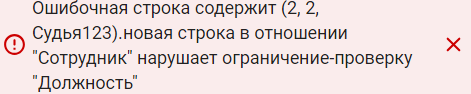 Ошибочная строка содержит (2, 2,
Судья123).новая строка в отношении
"Сотрудник" нарушает ограничение-проверку
"Должность"